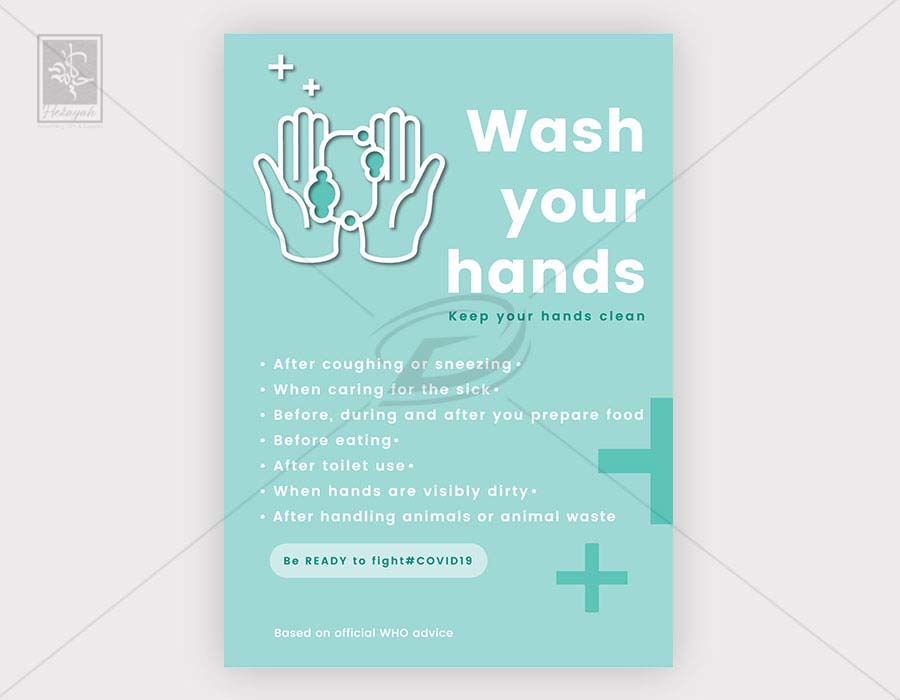 Wash
your
hands
Keep your hands clean
• After coughing or sneezing•
• When caring for the sick•
• Before, during and after you prepare food
• Before eating•
• After toilet use•
• When hands are visibly dirty•
• After handling animals or animal waste
Be READY to fight#COVID19
Based on official WHO advice
Hekayah